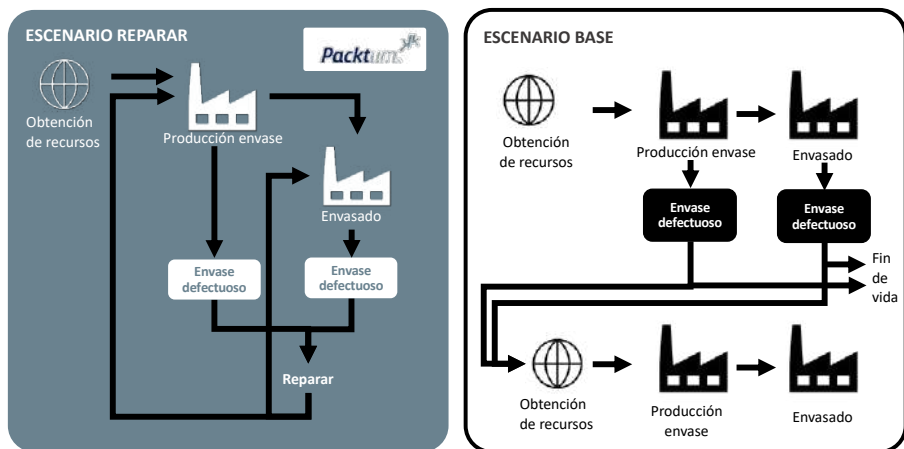 ESCENARIO REPARAR
Packtum
Obtención
de recursos
Producción envase
Envasado
Envase
defectuoso
Envase
defectuoso
Reparar
ESCENARIO BASE
Obtención
de recursos
Producción envase
Envasado
Envase
defectuoso
Envase
defectuoso
Fin
de
vida
Obtención
de recursos
Producción
envase
Envasado